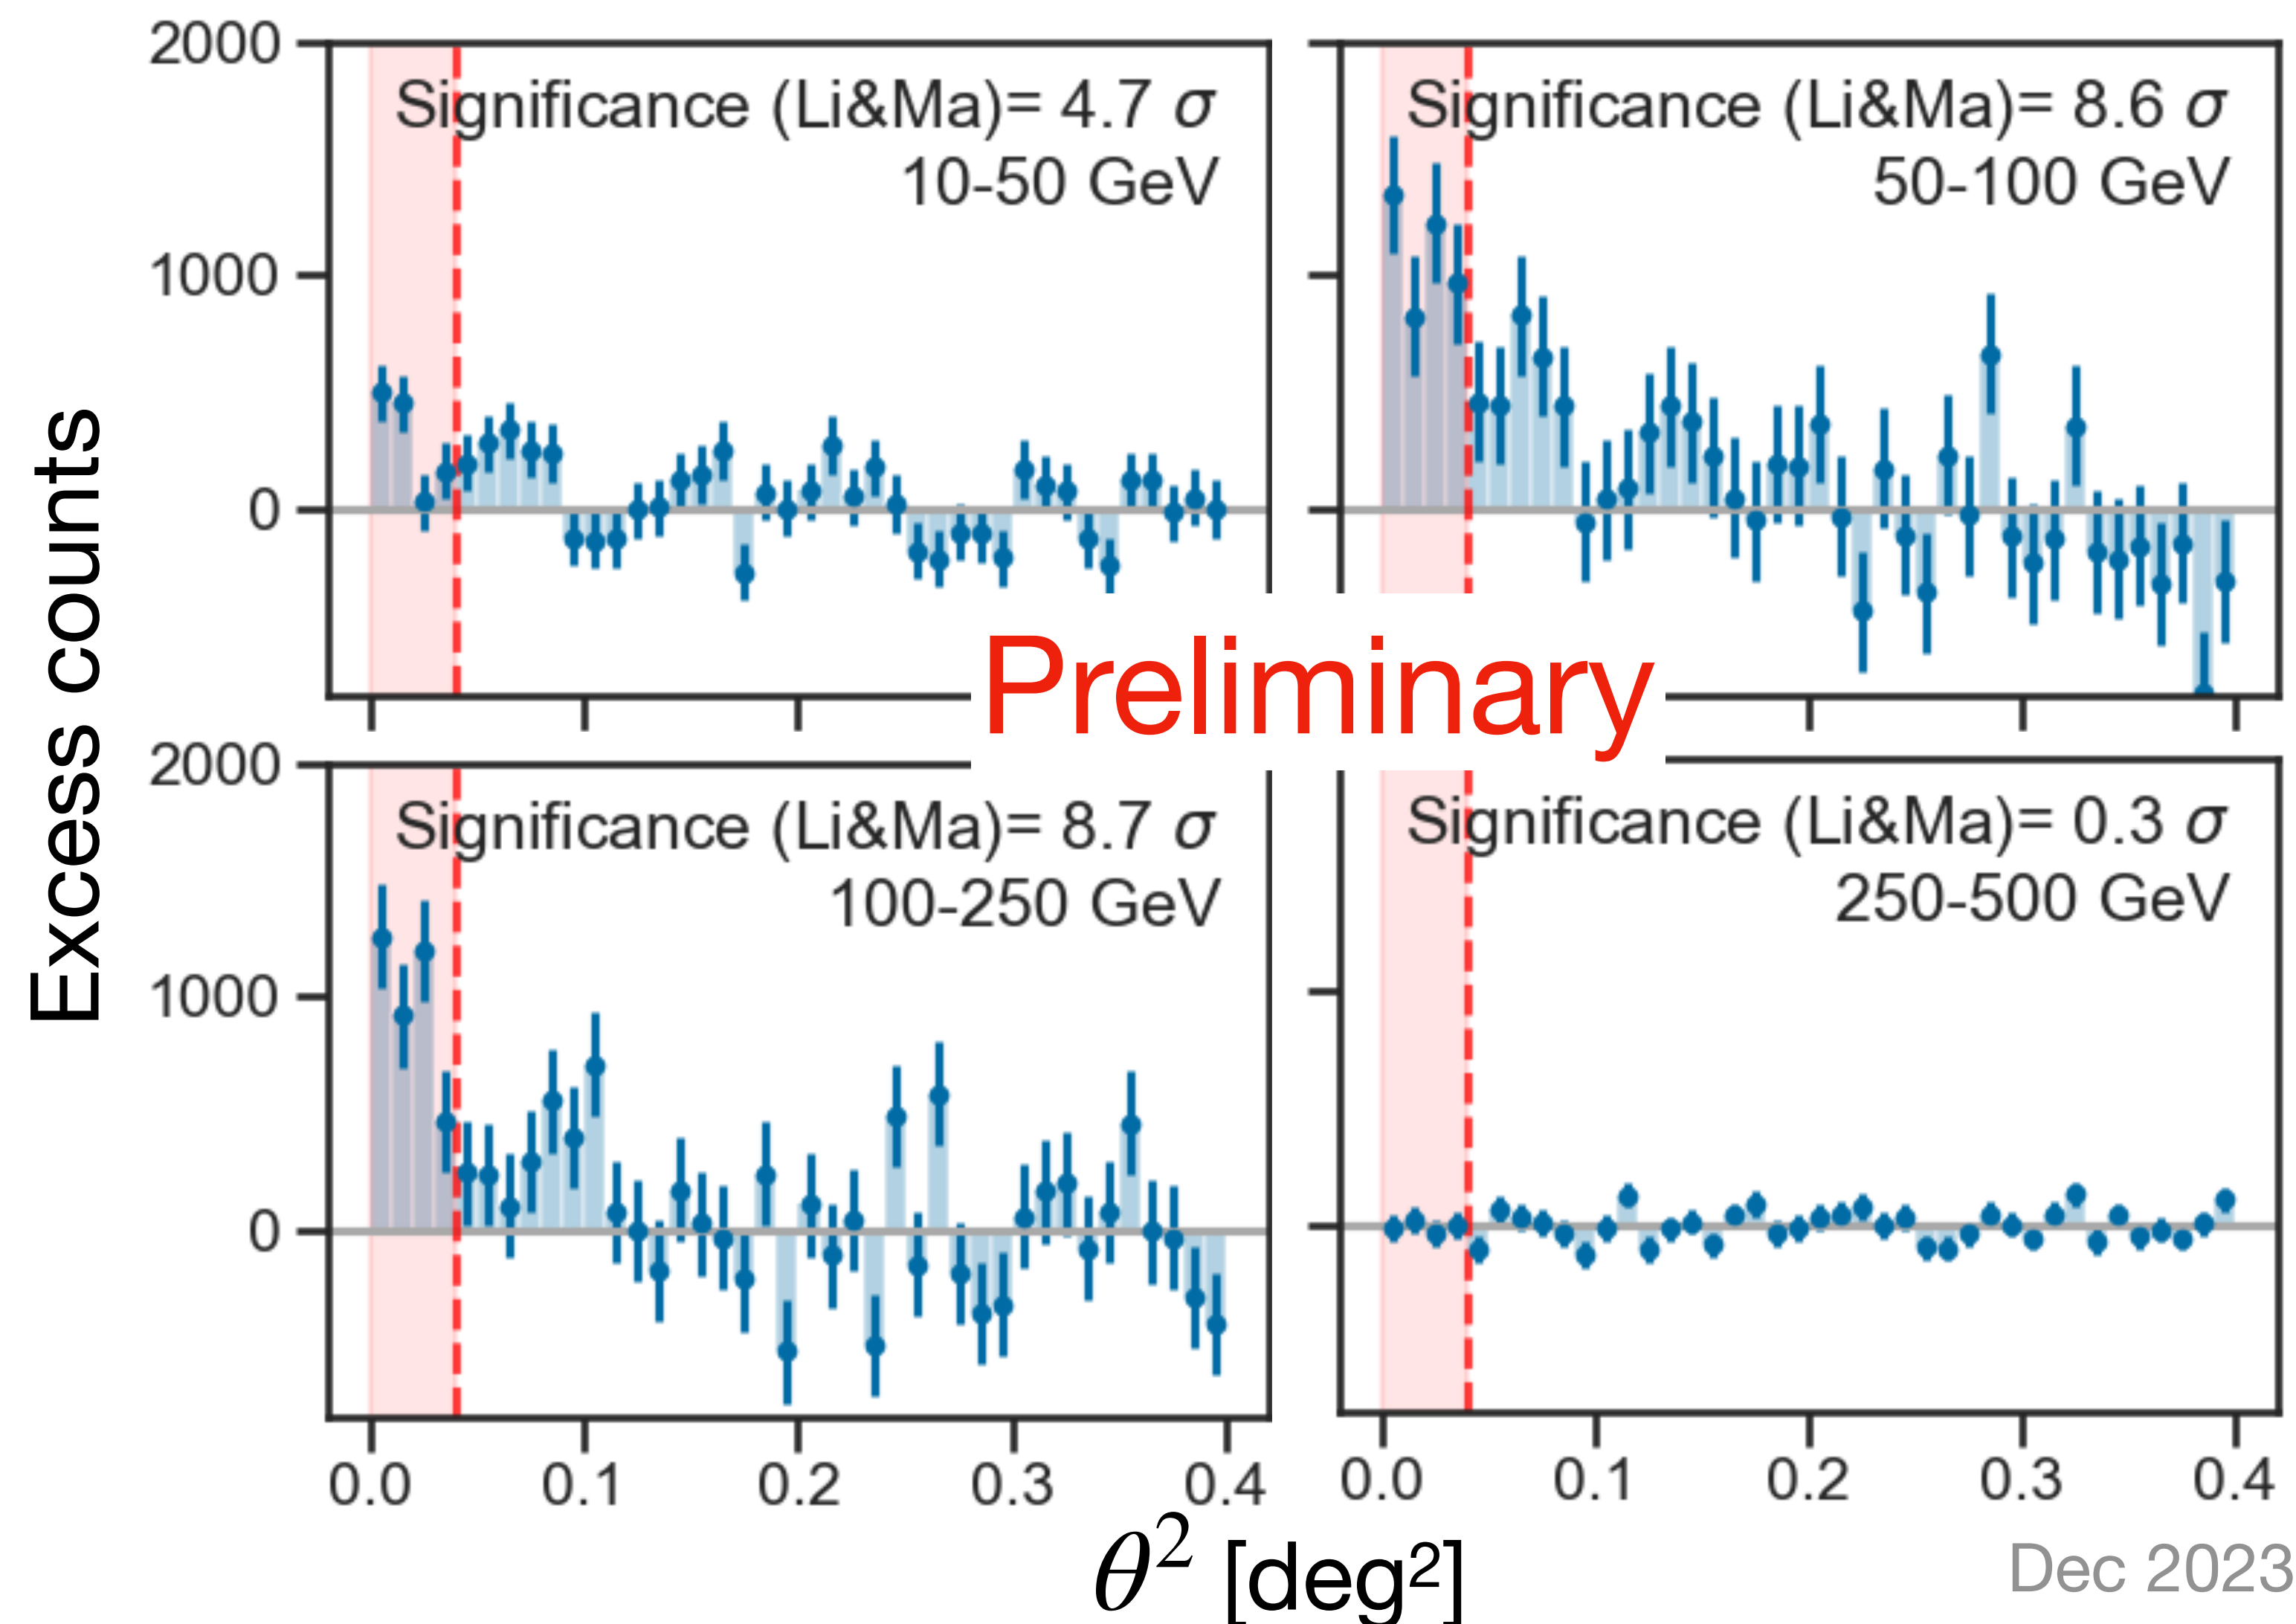 Excess counts
2000
1000
0
Significance (Li&Ma)= 4.7 σ
10-50 GeV
Significance (Li&Ma)= 8.6 σ
50-100 GeV
Preliminary
2000
1000
0
Significance (Li&Ma)= 8.7 σ
100-250 GeV
Significance (Li&Ma)= 0.3 σ
250-500 GeV
0.0 0.1 0.2 0.3 0.4
0.0 0.1 0.2 0.3 0.4
θ² [deg²]
Dec 2023